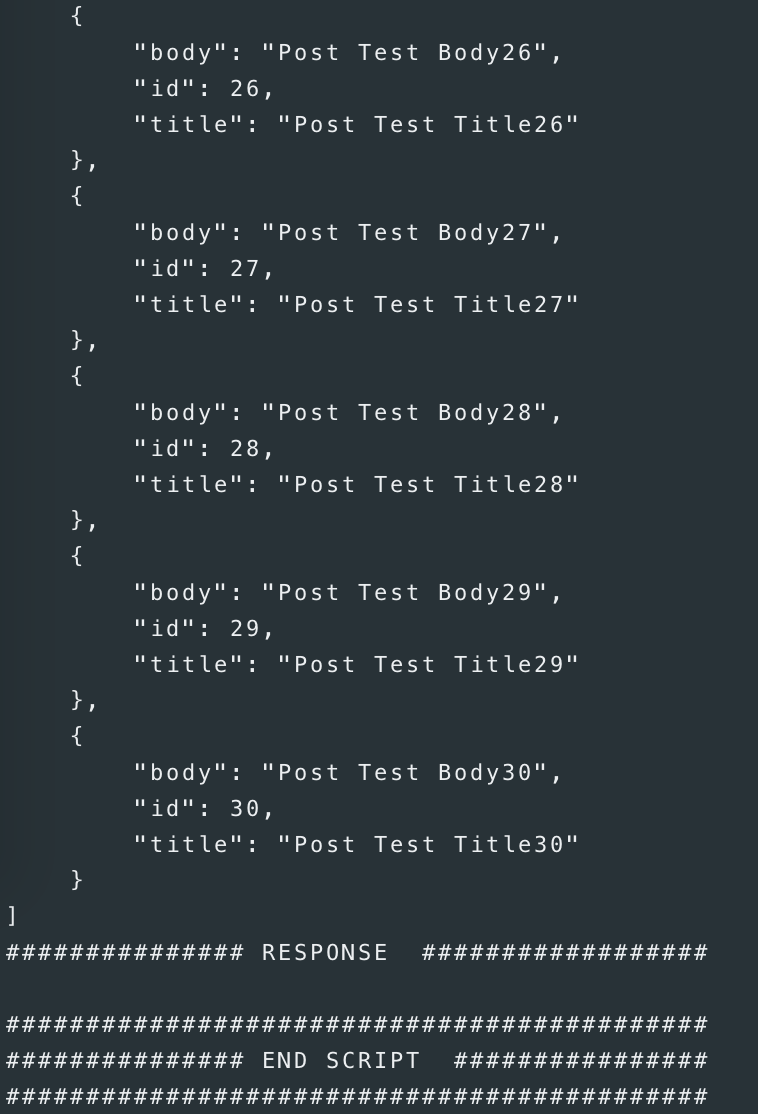 {
"body": "Post Test Body26",
"id": 26,
"title": "Post Test Title26"
},
{
"body": "Post Test Body27",
"id": 27,
"title": "Post Test Title27"
},
{
"body": "Post Test Body28",
"id": 28,
"title": "Post Test Title28"
},
{
"body": "Post Test Body29",
"id": 29,
"title": "Post Test Title29"
},
{
"body": "Post Test Body30",
"id": 30,
"title": "Post Test Title30"
}
]
############### RESPONSE  ##################
############################################
############### END SCRIPT  ################
############################################